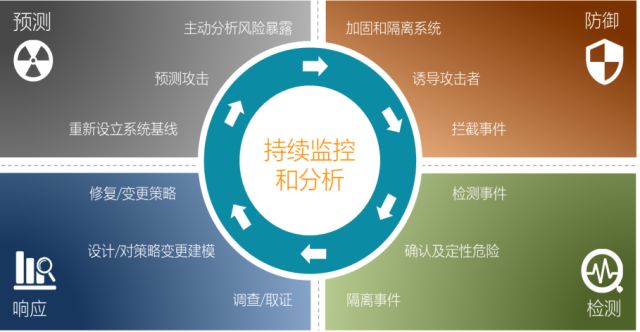 预测
主动分析风险暴露
预测攻击
重新设立系统基线
防御
加固和隔离系统
诱导攻击者
拦截事件
持续监控
和分析
修复/变更策略
设计/对策略变更建模
调查/取证
响应
检测事件
确认及定性危险
隔离事件
检测